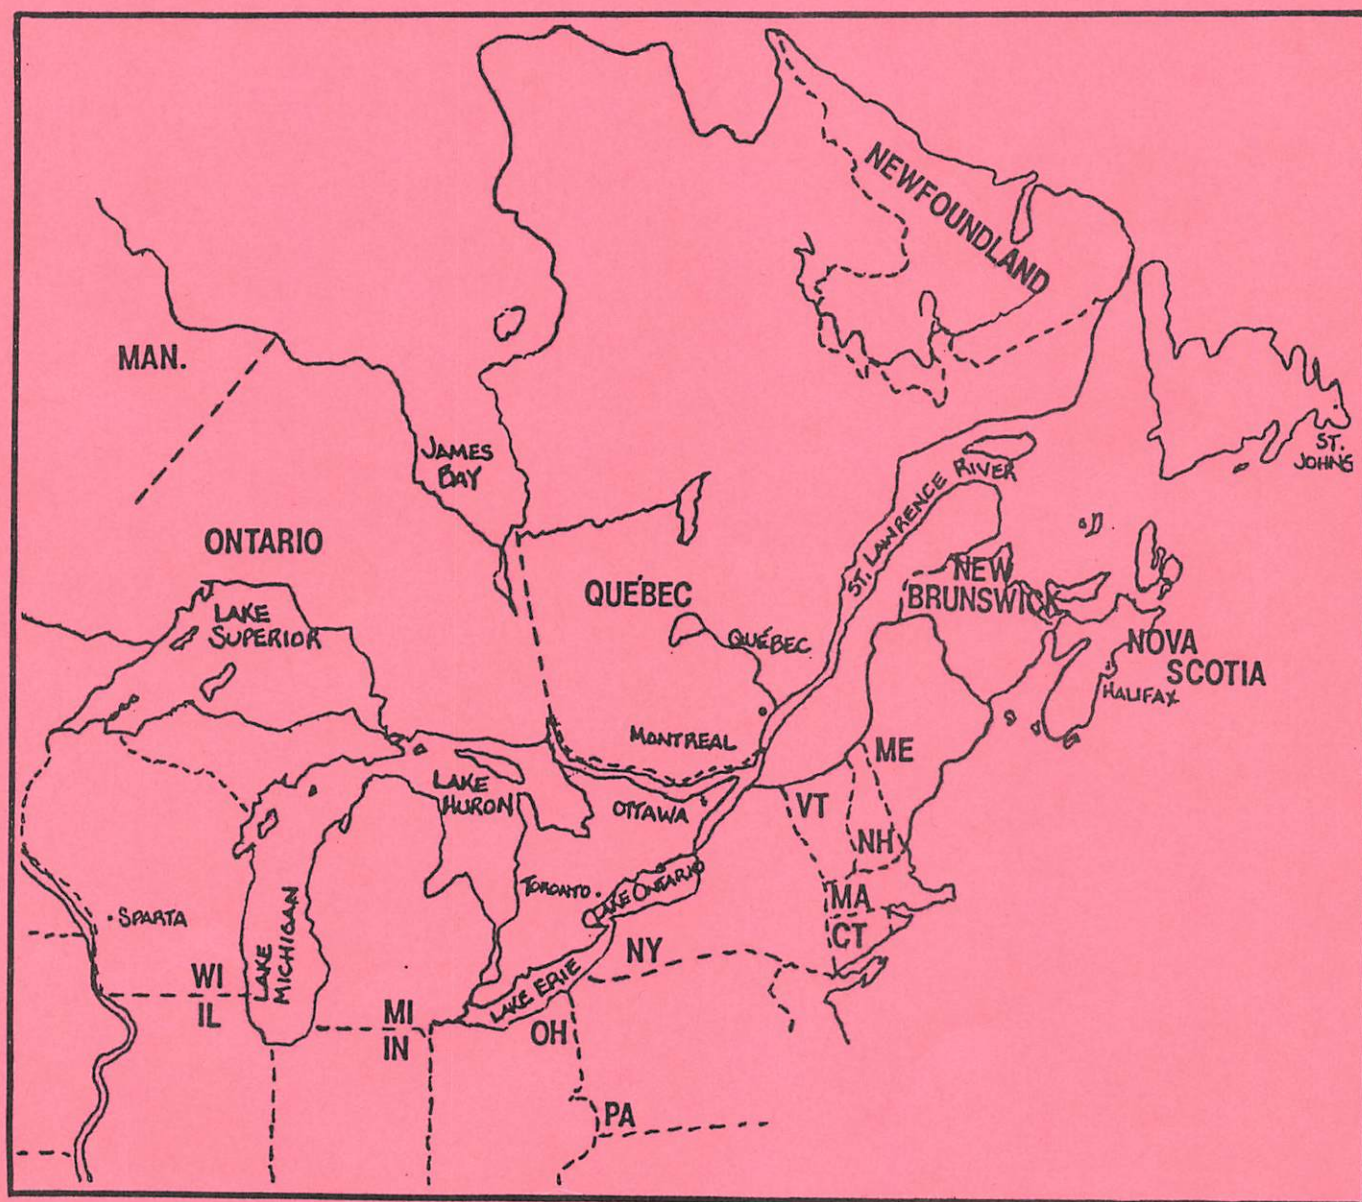 NEWFOUNDLAND
MAN.
JAMES
BAY
ST.
JOHNS
ST. LAWRENCE RIVER
ONTARIO
NEW
BRUNSWICK
QUÉBEC
LAKE
SUPERIOR
QUÉBEC
NOVA
SCOTIA
HALIFAX
MONTREAL
ME
LAKE
HURON
OTTAWA
VT
NH
TORONTO
LAKE ONTARIO
MA
SPARTA
CT
LAKE
MICHIGAN
NY
WI
IL
LAKE ERIE
MI
IN
OH
PA